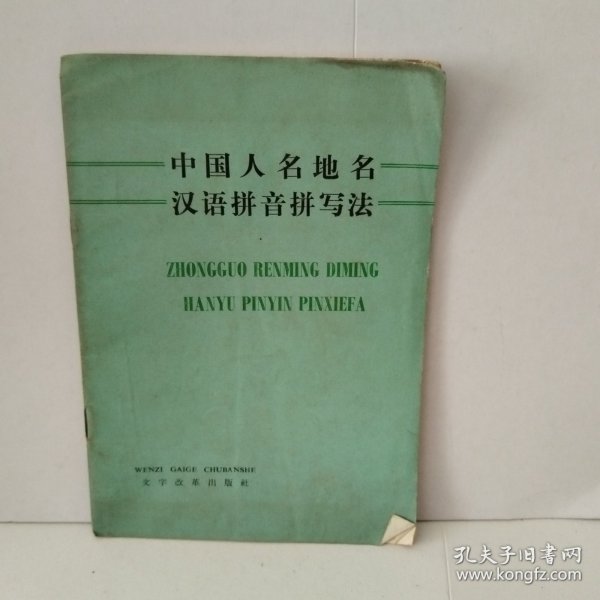 中国人名地名
汉语拼音拼写法
ZHONGGUO RENMING DIMING
HANYU PINYIN PINXIEFA
WENZI GAIGE CHUBANSHE
文字改革出版社
孔夫子旧书网
www.kongfz.com